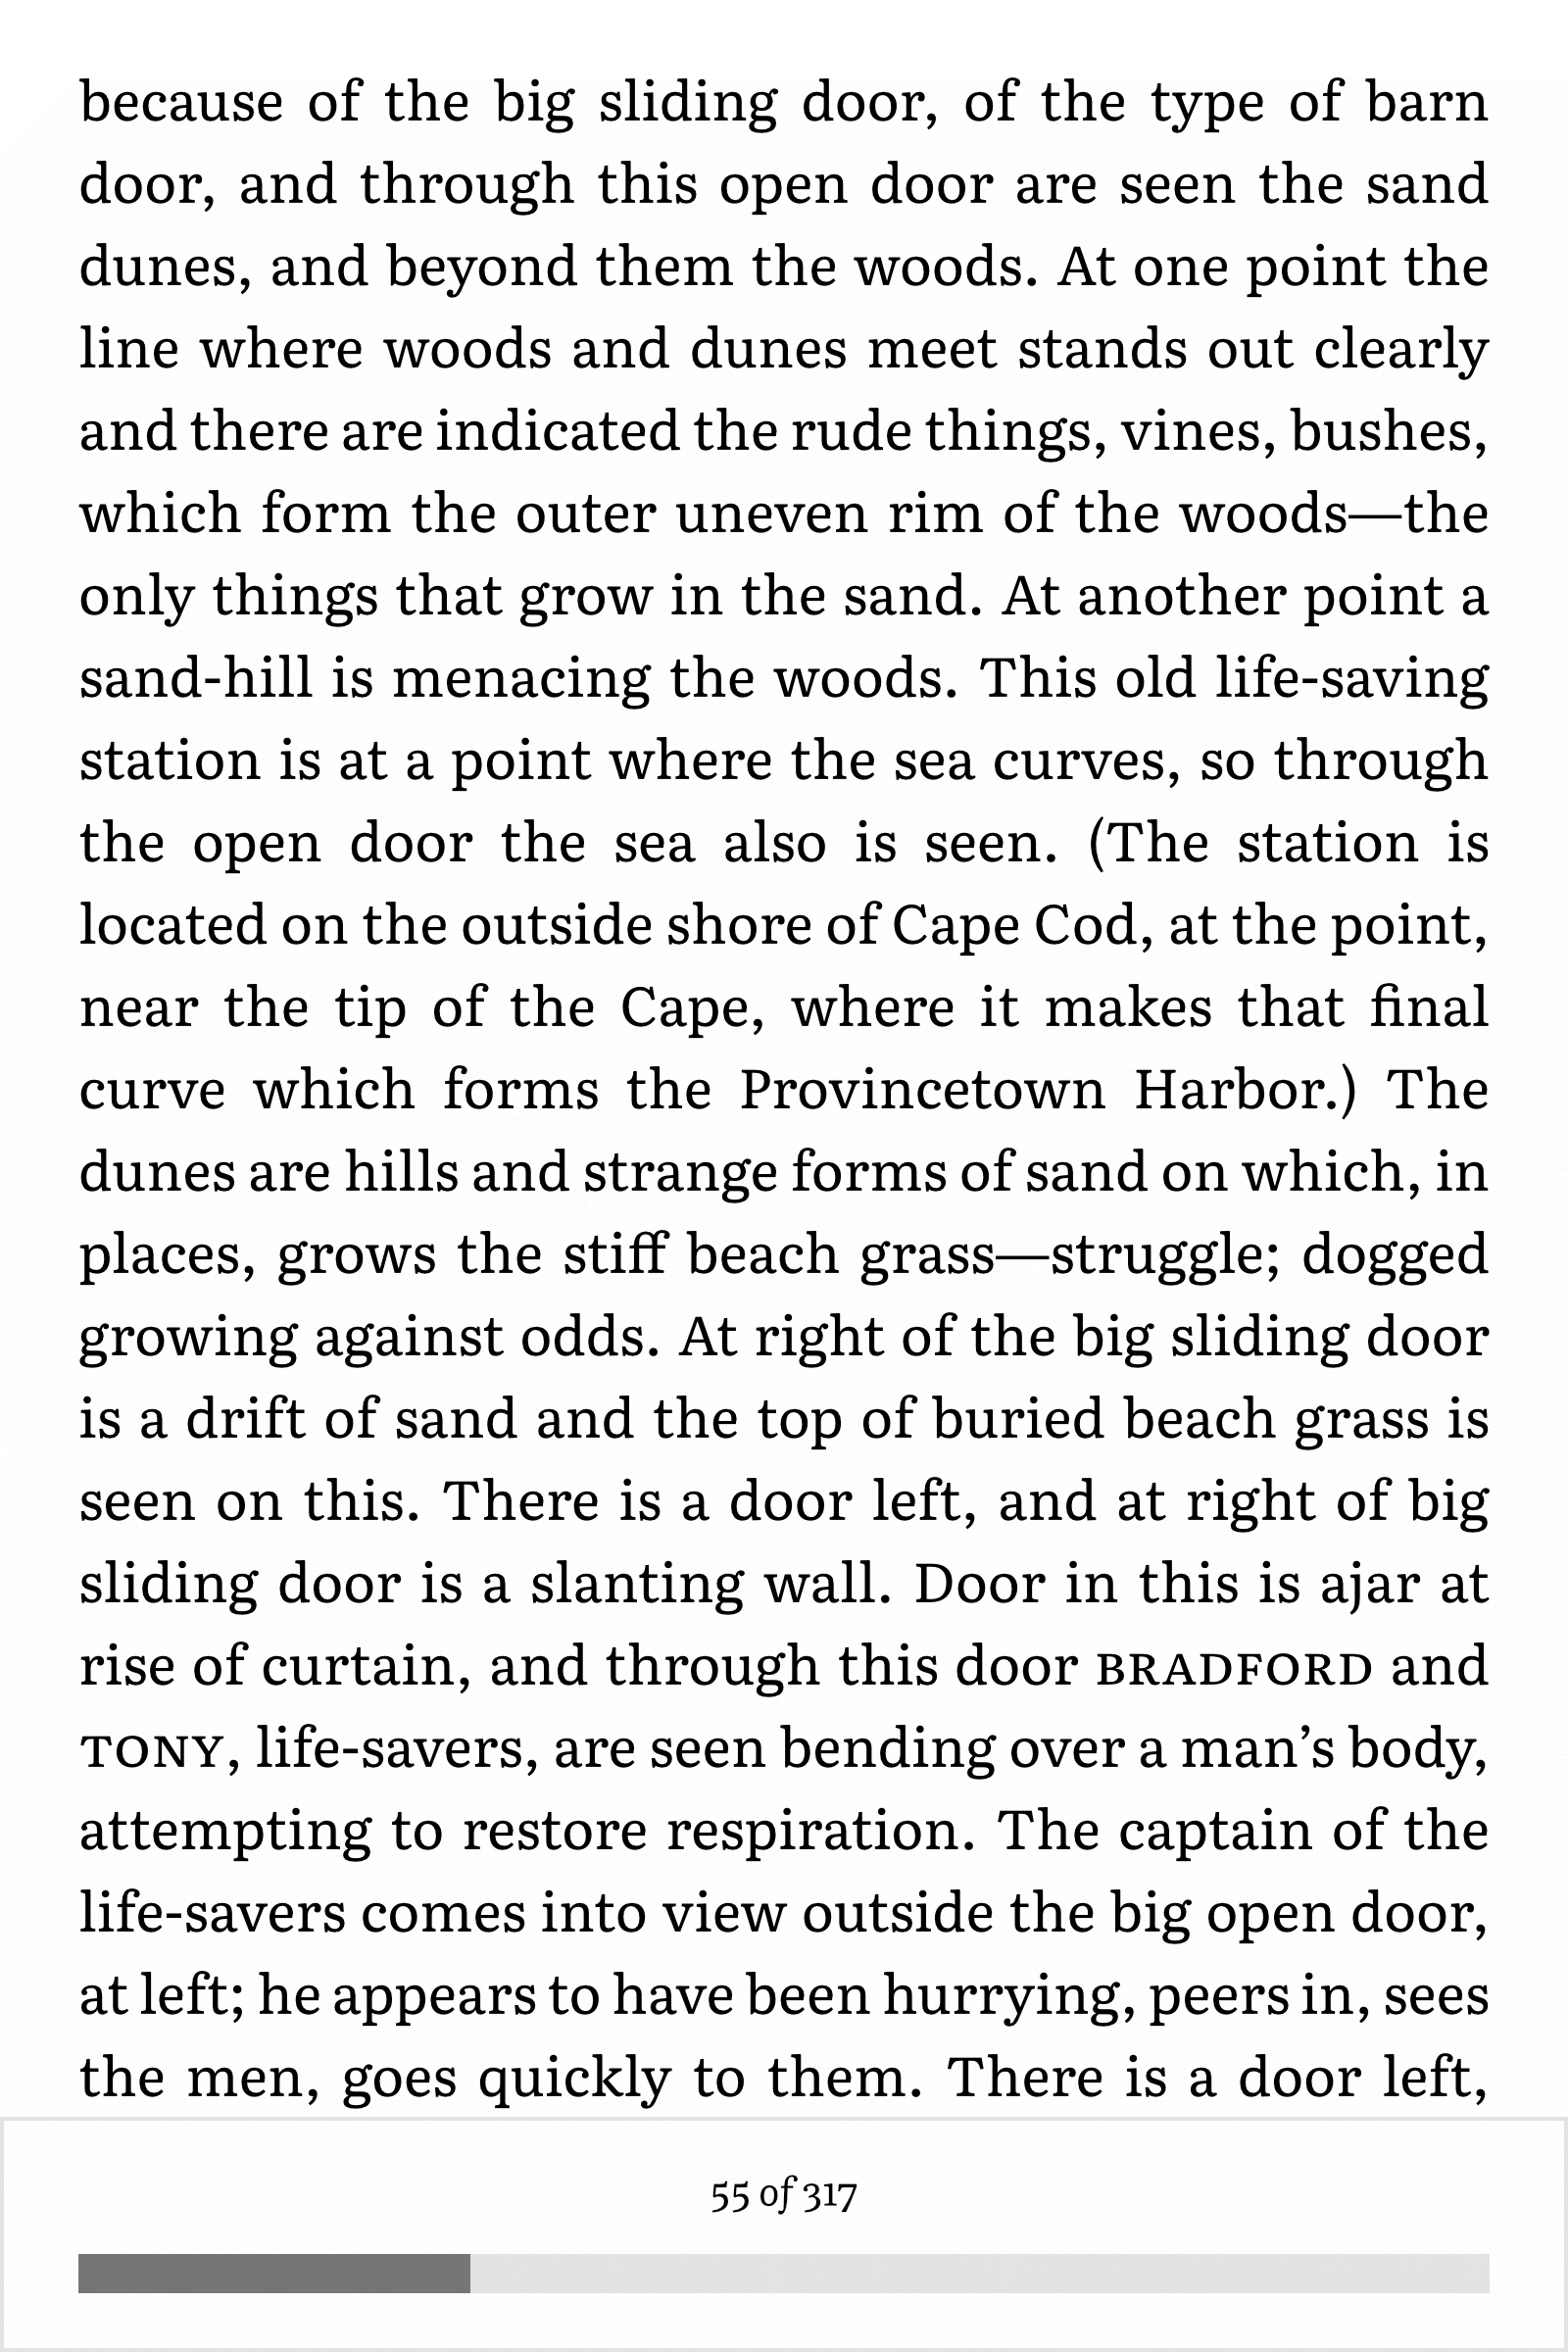 because of the big sliding door, of the type of barn
door, and through this open door are seen the sand
dunes, and beyond them the woods. At one point the
line where woods and dunes meet stands out clearly
and there are indicated the rude things, vines, bushes,
which form the outer uneven rim of the woods—the
only things that grow in the sand. At another point a
sand-hill is menacing the woods. This old life-saving
station is at a point where the sea curves, so through
the open door the sea also is seen. (The station is
located on the outside shore of Cape Cod, at the point,
near the tip of the Cape, where it makes that final
curve which forms the Provincetown Harbor.) The
dunes are hills and strange forms of sand on which, in
places, grows the stiff beach grass—struggle; dogged
growing against odds. At right of the big sliding door
is a drift of sand and the top of buried beach grass is
seen on this. There is a door left, and at right of big
sliding door is a slanting wall. Door in this is ajar at
rise of curtain, and through this door BRADFORD and
TONY, life-savers, are seen bending over a man’s body,
attempting to restore respiration. The captain of the
life-savers comes into view outside the big open door,
at left; he appears to have been hurrying, peers in, sees
the men, goes quickly to them. There is a door left,
55 of 317